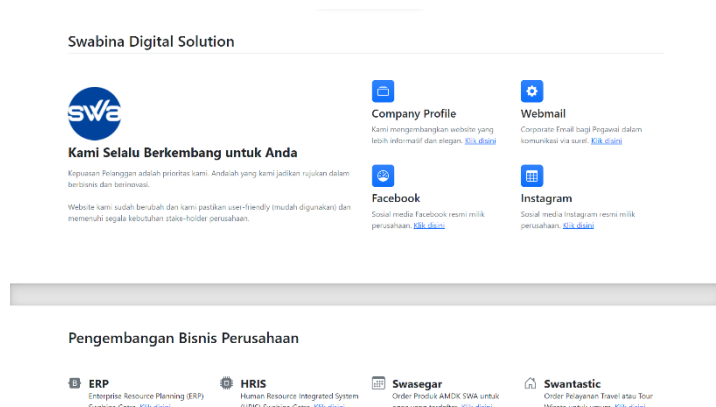 Swabina Digital Solution
swa
Kami Selalu Berkembang untuk Anda
Kepuasan Pelanggan adalah prioritas kami. Andalah yang kami jadikan rujukan dalam
berbisnis dan berinovasi.
Website kami sudah berubah dan kami pastikan user-friendly (mudah digunakan) dan
memenuhi segala kebutuhan stake-holder perusahaan.
Company Profile
Kami mengembangkan website yang
lebih informatif dan elegan. Klik disini
Webmail
Corporate Email bagi Pegawai dalam
komunikasi via surel. Klik disini
Facebook
Sosial media Facebook resmi milik
perusahaan. Klik disini
Instagram
Sosial media Instagram resmi milik
perusahaan. Klik disini
Pengembangan Bisnis Perusahaan
ERP
Enterprise Resource Planning (ERP)
HRIS
Human Resource Integrated System
Swasegar
Order Produk AMDK SWA untuk
Swantastic
Order Pelayanan Travel atau Tour